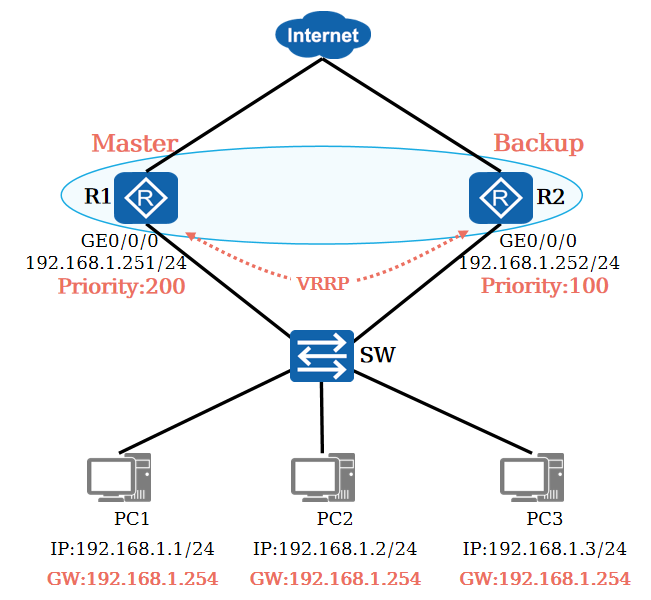 Internet
Master
Backup
R1
R
R
R2
GE0/0/0
192.168.1.251/24
Priority:200
GE0/0/0
192.168.1.252/24
Priority:100
VRRP
SW
PC1
PC2
PC3
IP:192.168.1.1/24
IP:192.168.1.2/24
IP:192.168.1.3/24
GW:192.168.1.254
GW:192.168.1.254
GW:192.168.1.254